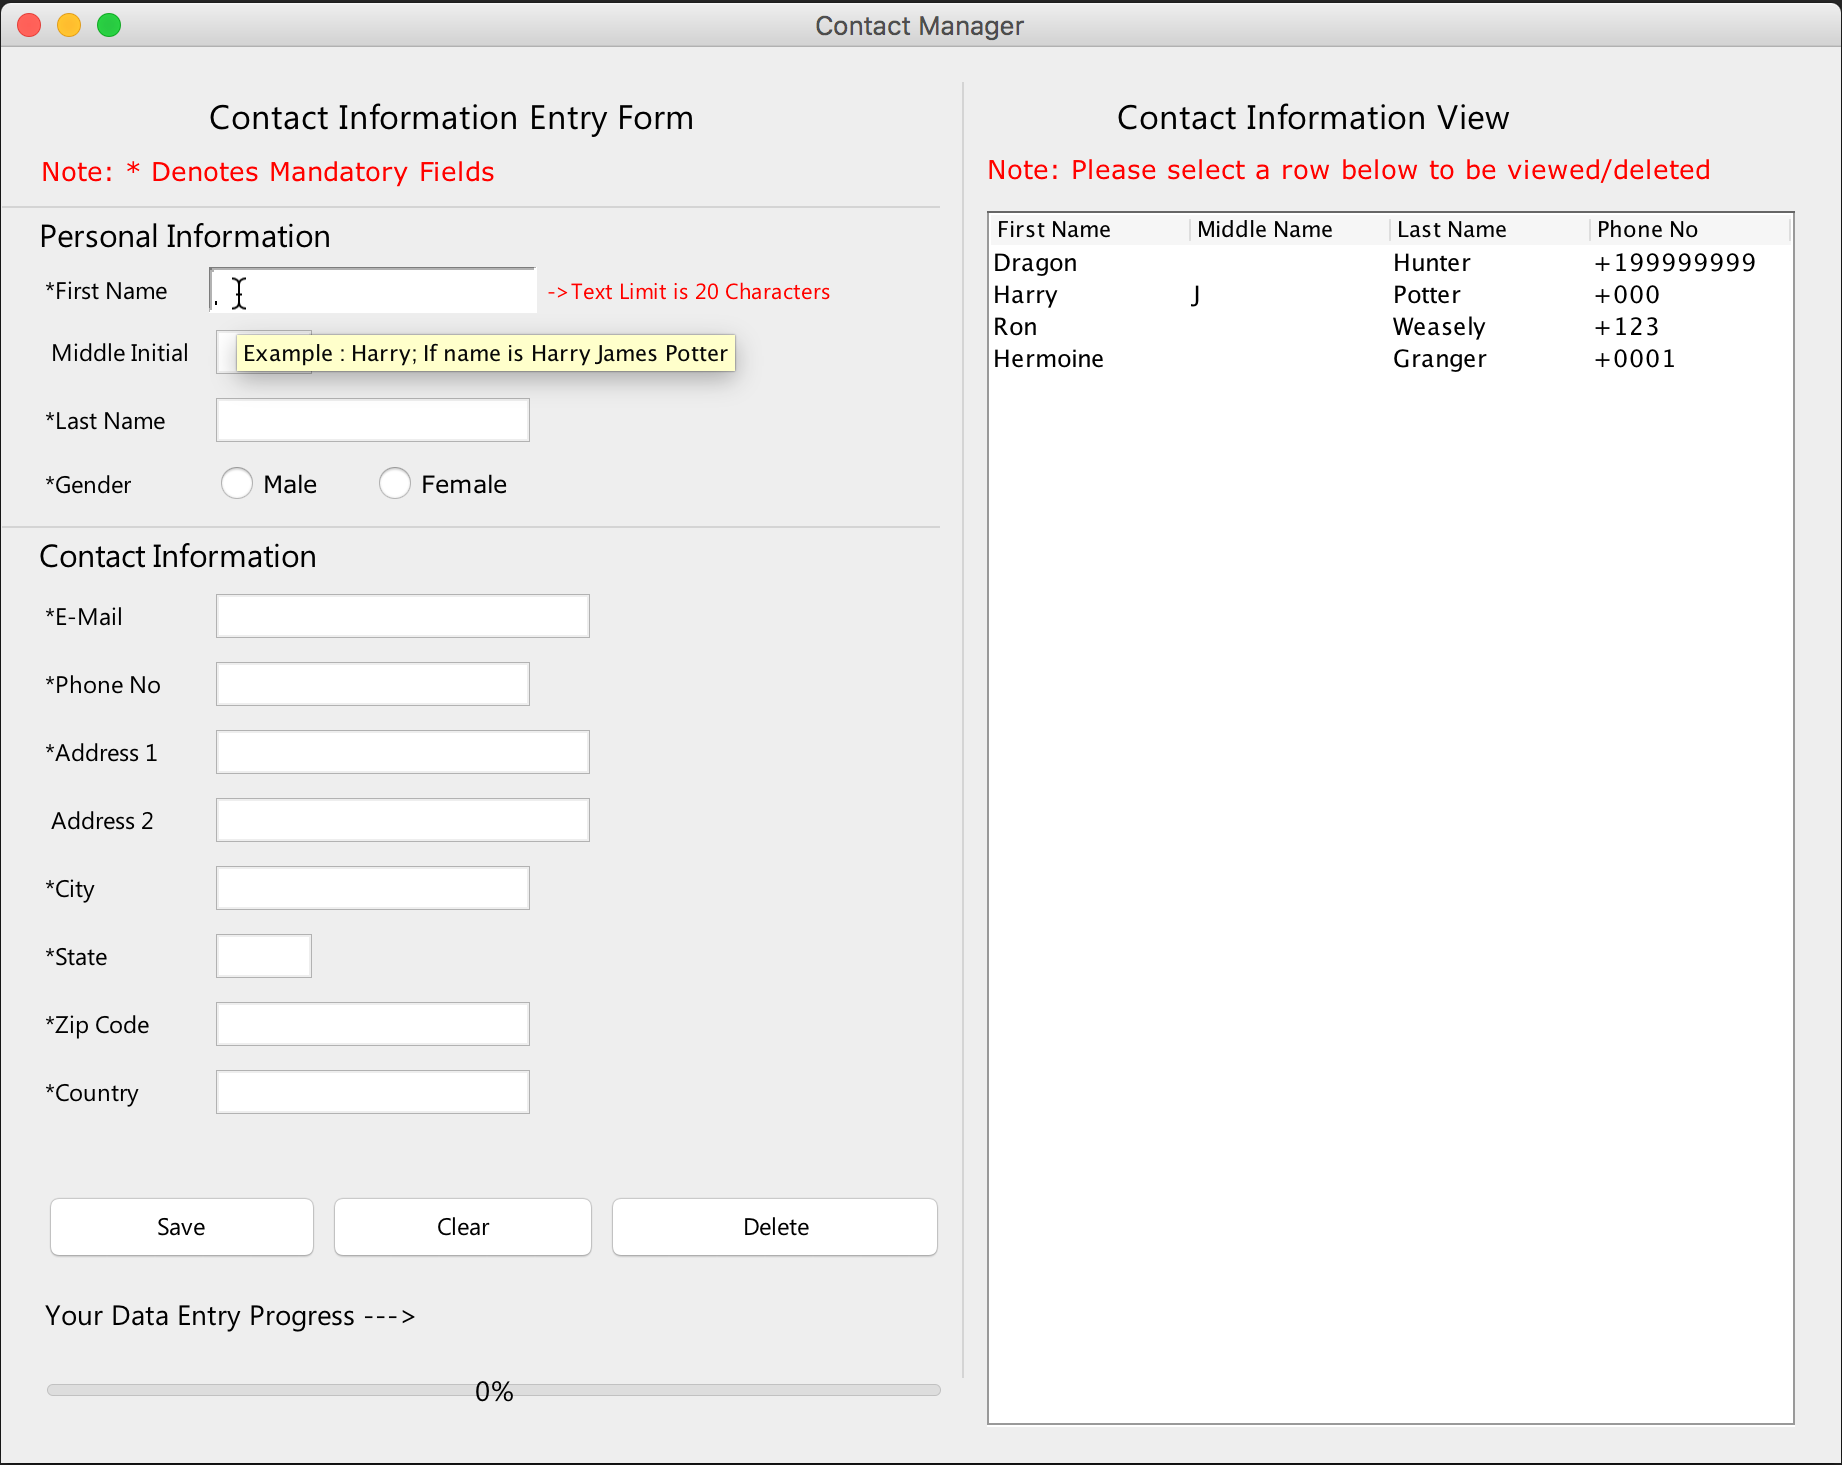 Contact Manager
Contact Information Entry Form
Note: * Denotes Mandatory Fields
Personal Information
*First Name
->Text Limit is 20 Characters
Middle Initial
Example : Harry; If name is Harry James Potter
*Last Name
*Gender
Male
Female
Contact Information
*E-Mail
*Phone No
*Address 1
Address 2
*City
*State
*Zip Code
*Country
Save
Clear
Delete
Your Data Entry Progress --->
0%
Contact Information View
Note: Please select a row below to be viewed/deleted
First Name Middle Name Last Name Phone No
Dragon Hunter +199999999
Harry J Potter +000
Ron Weasely +123
Hermoine Granger +0001